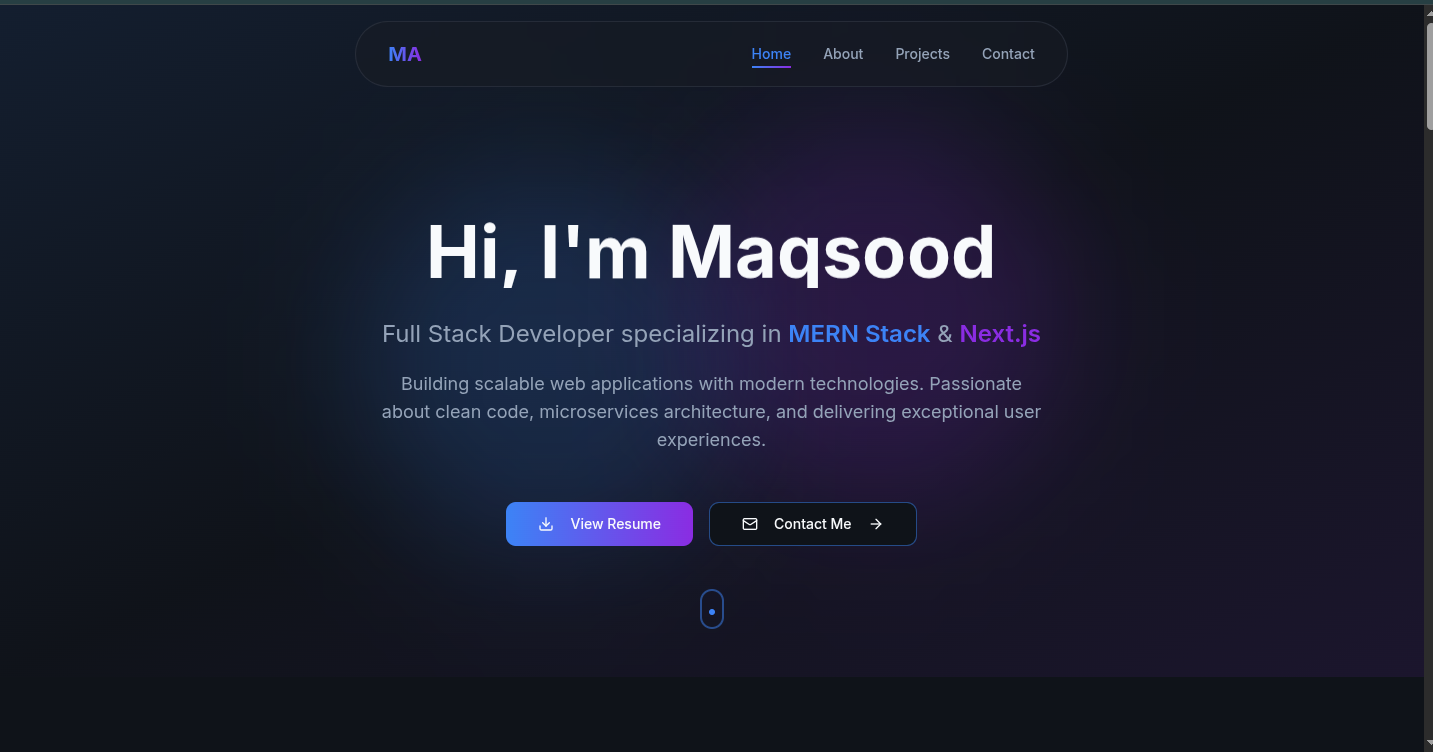 MA
Home About Projects Contact
Hi, I'm Maqsood
Full Stack Developer specializing in MERN Stack & Next.js
Building scalable web applications with modern technologies. Passionate
about clean code, microservices architecture, and delivering exceptional user
experiences.
View Resume
Contact Me